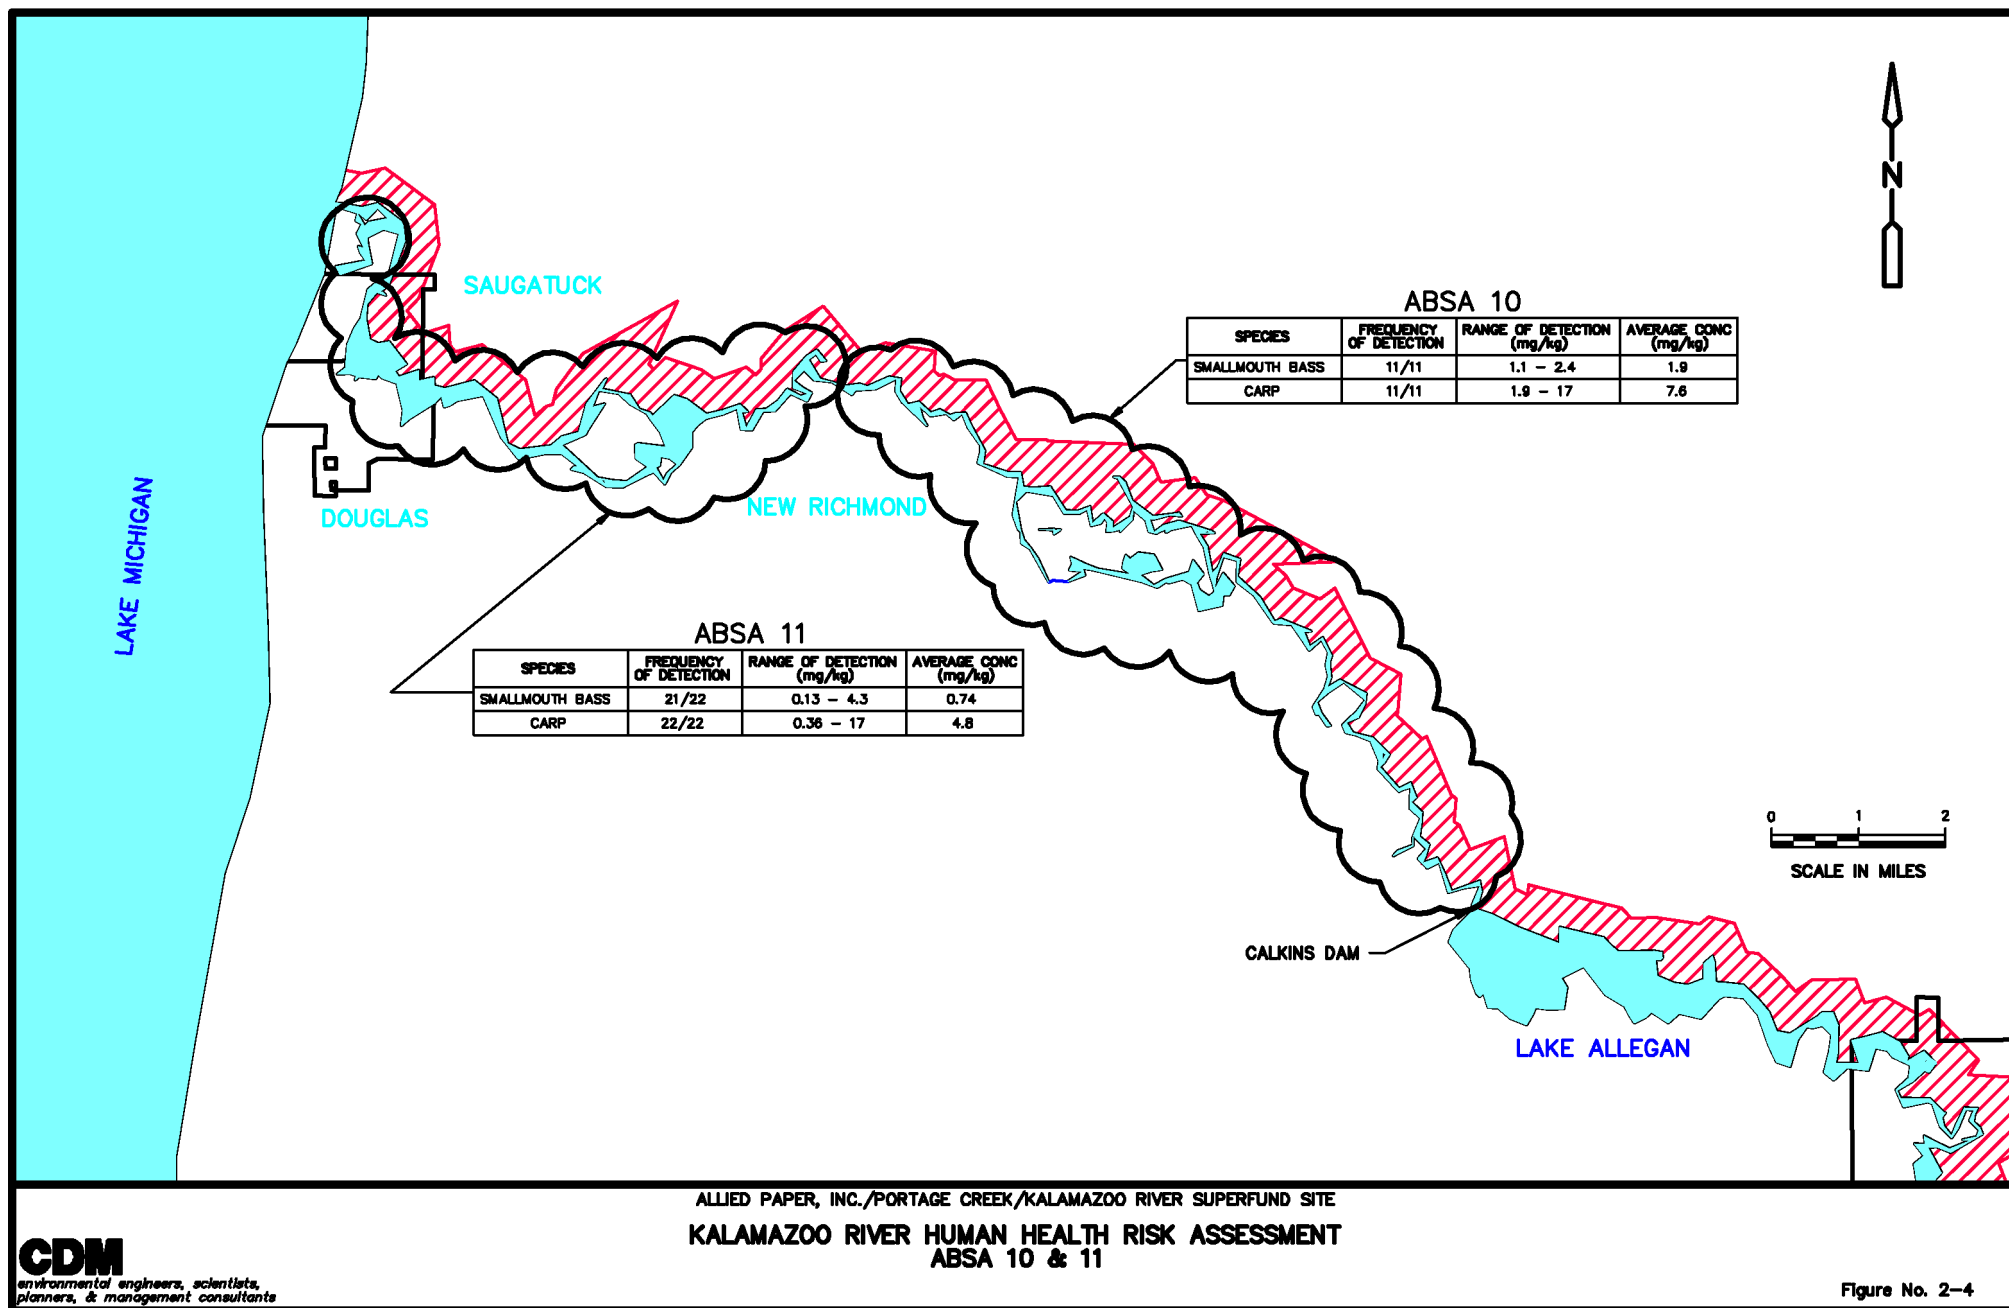 N
SAUGATUCK
ABSA 10
SPECIES FREQUENCY OF DETECTION RANGE OF DETECTION (mg/kg) AVERAGE CONC (mg/kg)
SMALLMOUTH BASS 11/11 1.1 - 2.4 1.9
CARP 11/11 1.9 - 17 7.6
LAKE MICHIGAN
DOUGLAS
NEW RICHMOND
ABSA 11
SPECIES FREQUENCY OF DETECTION RANGE OF DETECTION (mg/kg) AVERAGE CONC (mg/kg)
SMALLMOUTH BASS 21/22 0.13 - 4.3 0.74
CARP 22/22 0.36 - 17 4.8
0 1 2
SCALE IN MILES
CALKINS DAM
LAKE ALLEGAN
ALLIED PAPER, INC./PORTAGE CREEK/KALAMAZOO RIVER SUPERFUND SITE
KALAMAZOO RIVER HUMAN HEALTH RISK ASSESSMENT
ABSA 10 & 11
CDM
environmental engineers, scientists,
planners, & management consultants
Figure No. 2-4